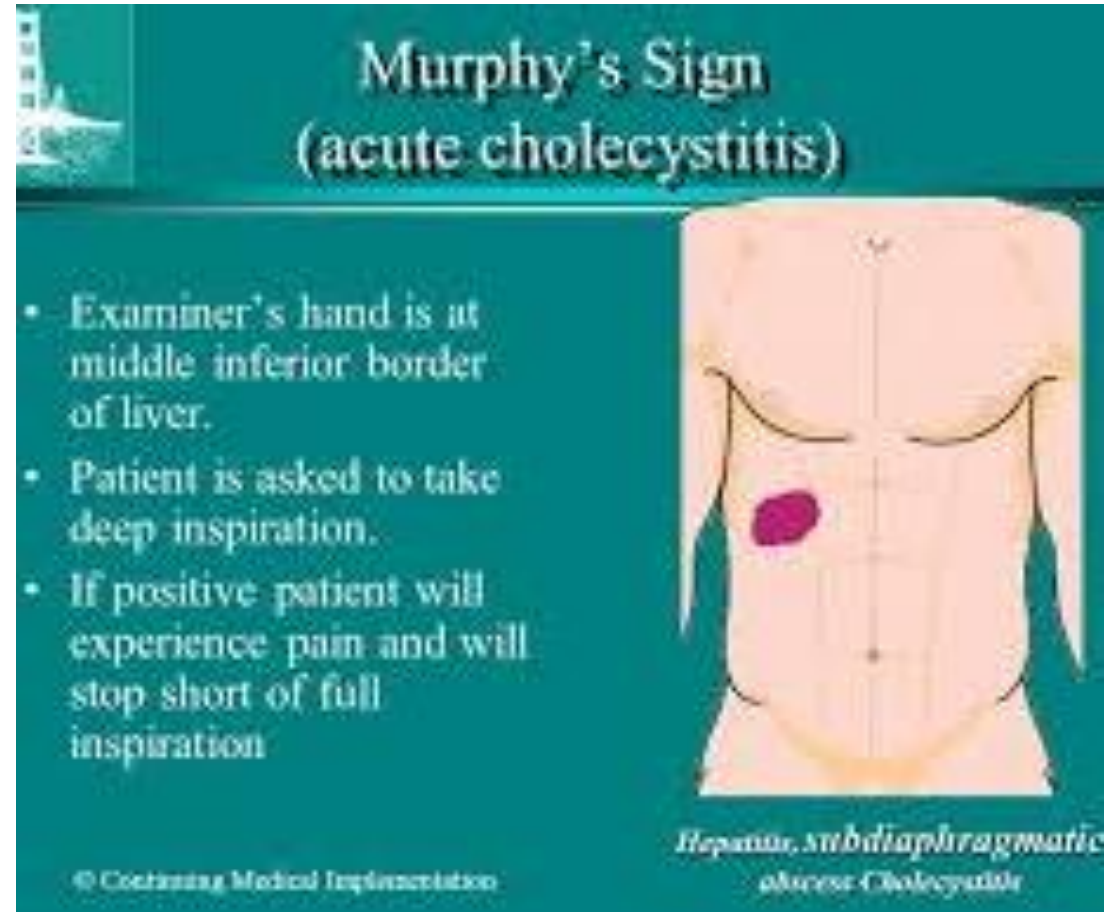 Murphy's Sign
(acute cholecystitis)
• Examiner's hand is at
middle inferior border
of liver.
• Patient is asked to take
deep inspiration.
• If positive patient will
experience pain and will
stop short of full
inspiration
Hepatitis, subdiaphragmatic
abscess Cholecystitis
© Continuing Medical Implementation